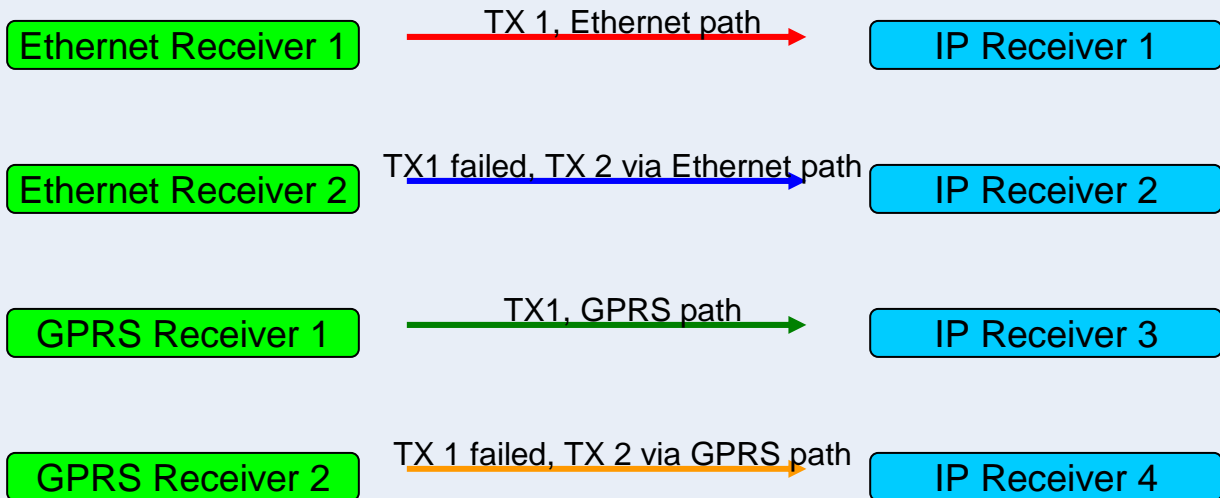 Ethernet Receiver 1
TX 1, Ethernet path
IP Receiver 1
Ethernet Receiver 2
TX1 failed, TX 2 via Ethernet path
IP Receiver 2
GPRS Receiver 1
TX1, GPRS path
IP Receiver 3
GPRS Receiver 2
TX 1 failed, TX 2 via GPRS path
IP Receiver 4